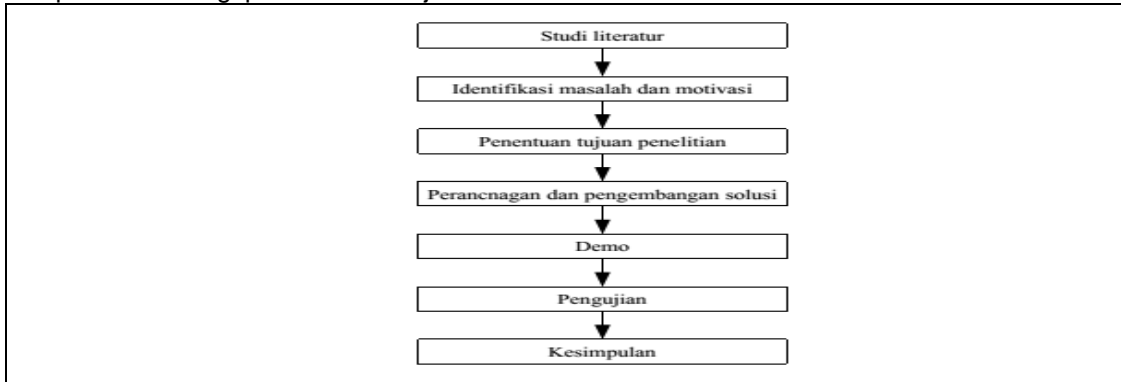 Studi literatur
Identifikasi masalah dan motivasi
Penentuan tujuan penelitian
Perancnagan dan pengembangan solusi
Demo
Pengujian
Kesimpulan